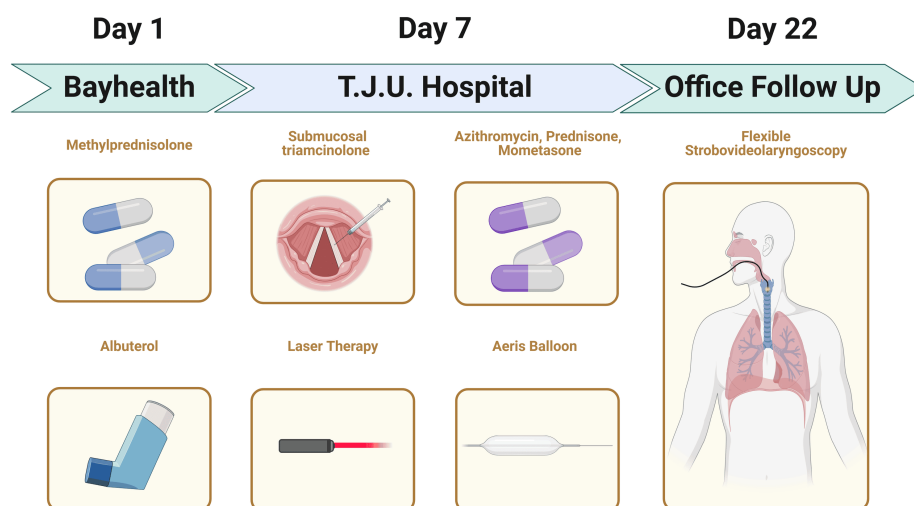 Day 1
Day 7
Day 22
Bayhealth
T.J.U. Hospital
Office Follow Up
Methylprednisolone
Submucosal
triamcinolone
Azithromycin, Prednisone,
Mometasone
Flexible
Strobovideolaryngoscopy
Albuterol
Laser Therapy
Aeris Balloon